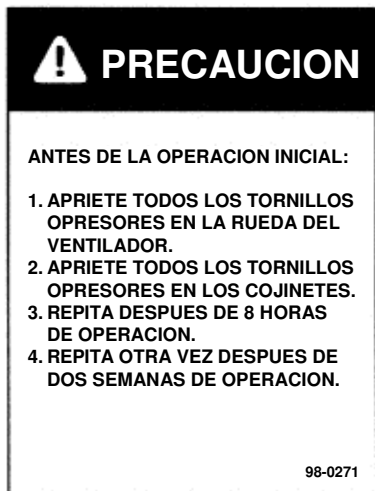 PRECAUCION
ANTES DE LA OPERACION INICIAL:
1. APRIETE TODOS LOS TORNILLOS
OPRESORES EN LA RUEDA DEL
VENTILADOR.
2. APRIETE TODOS LOS TORNILLOS
OPRESORES EN LOS COJINETES.
3. REPITA DESPUES DE 8 HORAS
DE OPERACION.
4. REPITA OTRA VEZ DESPUES DE
DOS SEMANAS DE OPERACION.
98-0271